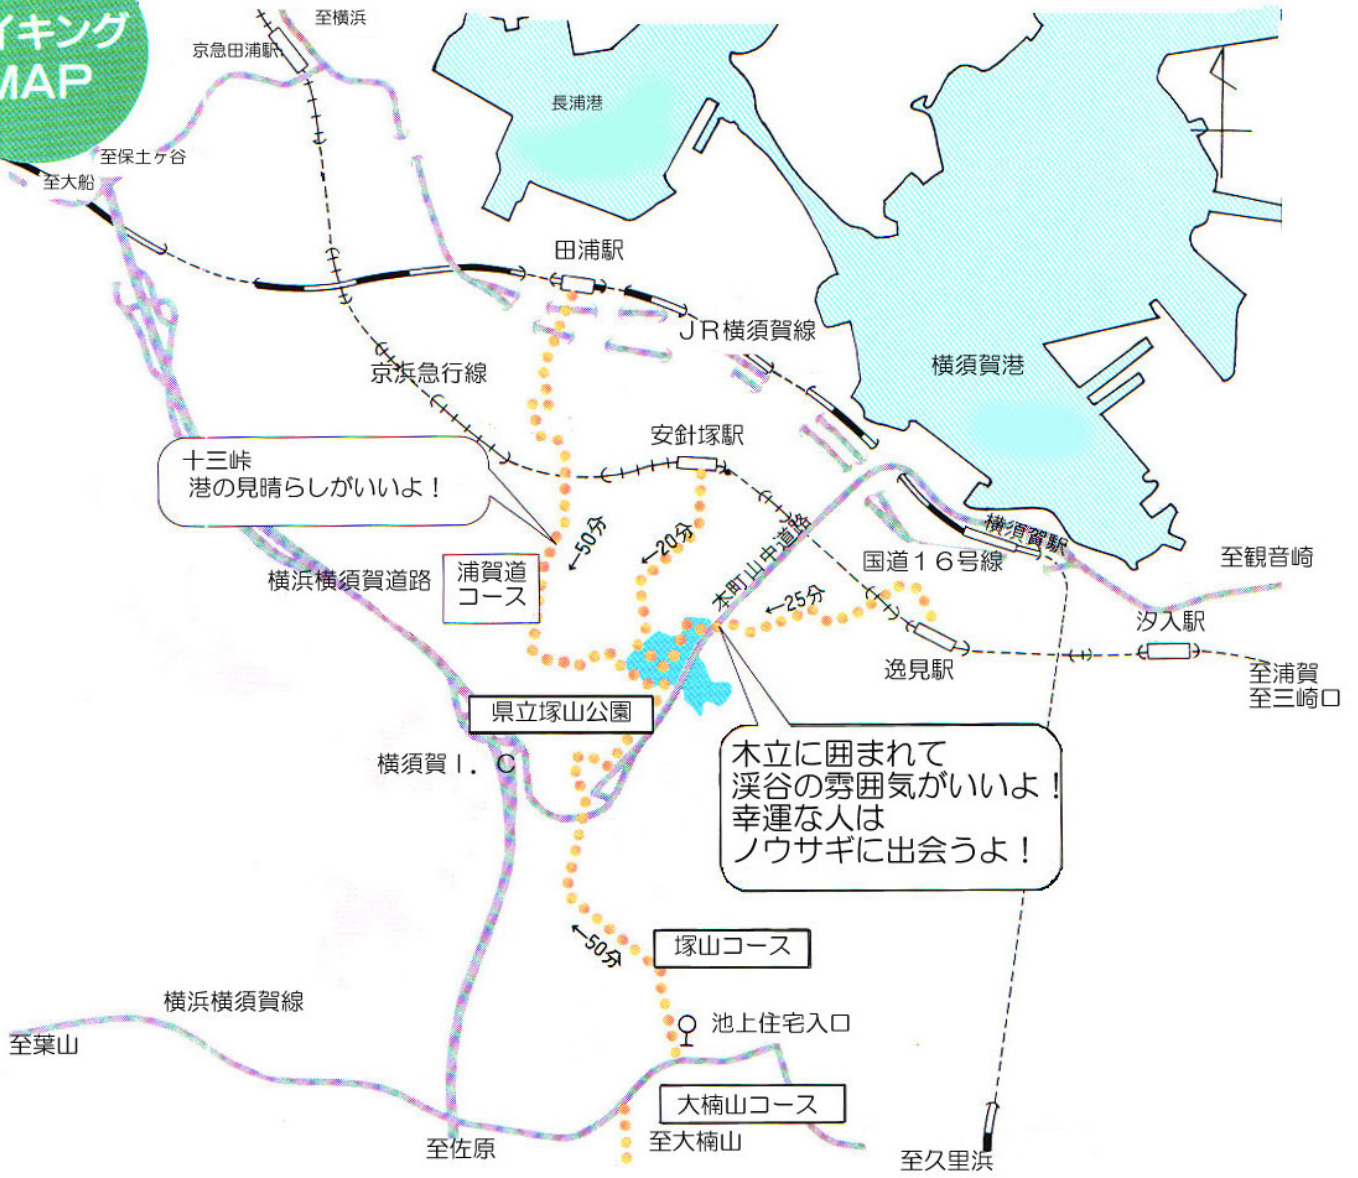 イキング
MAP
至横浜
京急田浦駅
至保土ヶ谷
至大船
長浦港
田浦駅
JR横須賀線
京浜急行線
横須賀港
安針塚駅
十三峠
港の見晴らしがいいよ！
←50分
←20分
浦賀道
コース
横浜横須賀道路
本町山中道路
←25分
国道16号線
横須賀駅
至観音崎
汐入駅
逸見駅
至浦賀
至三崎口
県立塚山公園
横須賀I．C
木立に囲まれて
渓谷の雰囲気がいいよ！
幸運な人は
ノウサギに出会うよ！
←50分
塚山コース
横浜横須賀線
至葉山
池上住宅入口
大楠山コース
至佐原
至大楠山
至久里浜